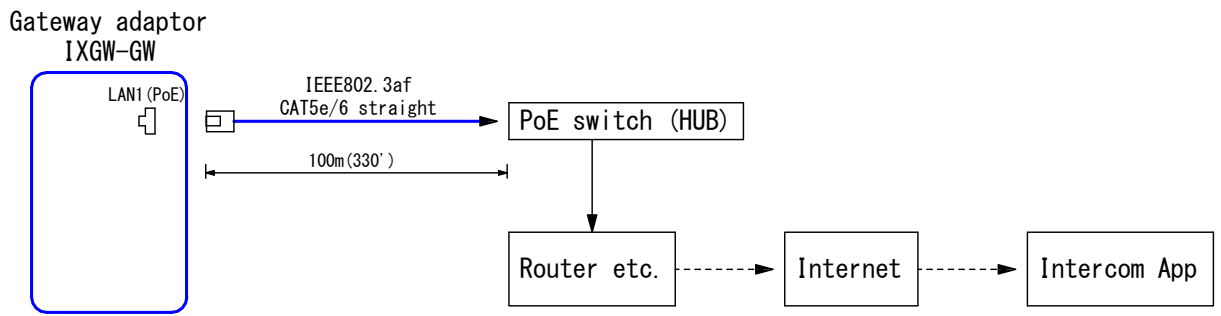 Gateway adaptor
IXGW-GW
LAN1(PoE)
IEEE802.3af
CAT5e/6 straight
100m(330')
PoE switch (HUB)
Router etc.
Internet
Intercom App